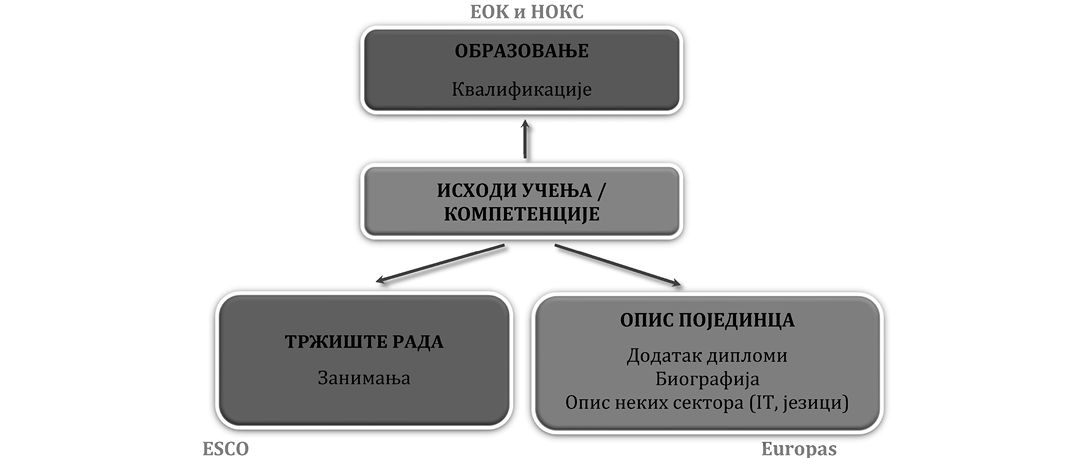 ЕОК и НОКС
ОБРАЗОВАЊЕ
Квалификације
ИСХОДИ УЧЕЊА /
КОМПЕТЕНЦИЈЕ
ТРЖИШТЕ РАДА
Занимања
ОПИС ПОЈЕДИНЦА
Додатак дипломи
Биографија
Опис неких сектора (IT, језици)
ESCO
Europas